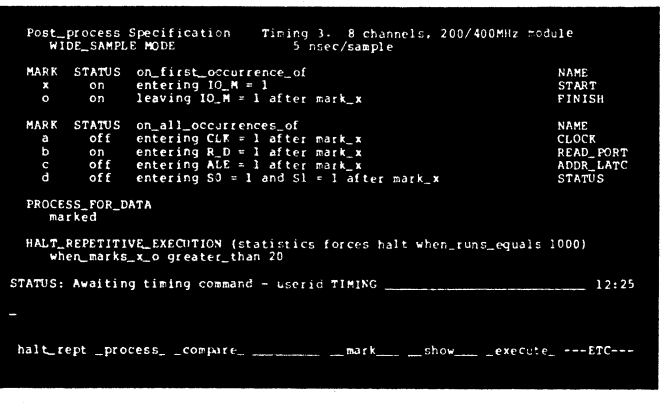 Post_process Specification Timing 3. 8 channels, 200/400MHz module
WIDE_SAMPLE MODE 5 nsec/sample
MARK STATUS on_first_occurrence_of NAME
x on entering IO_M = 1 START
o on leaving IO_M = 1 after mark_x FINISH
MARK STATUS on_all_occurrences_of NAME
a off entering CLK = 1 after mark_x CLOCK
b on entering R_D = 1 after mark_x READ_PORT
c off entering ALE = 1 after mark_x ADDR_LATC
d off entering S0 = 1 and S1 = 1 after mark_x STATUS
PROCESS_FOR_DATA
marked
HALT_REPETITIVE_EXECUTION (statistics forces halt when_runs_equals 1000)
when_marks_x_o greater_than 20
STATUS: Awaiting timing command - userid TIMING ____________________________ 12:25
_
halt_rept _process_ _compare_ _________ __mark___ __show___ _execute_ ---ETC---